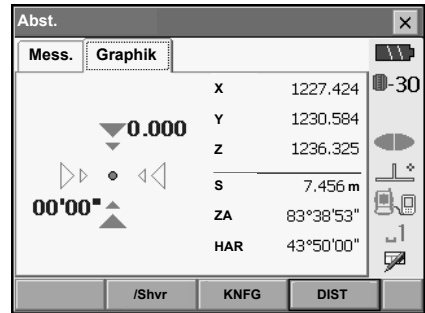 Abst.
Mess. Graphik
-30
X 1227.424
Y 1230.584
0.000
Z 1236.325
S 7.456 m
00'00"
ZA 83°38'53"
HAR 43°50'00"
1
/Shvr KNFG DIST